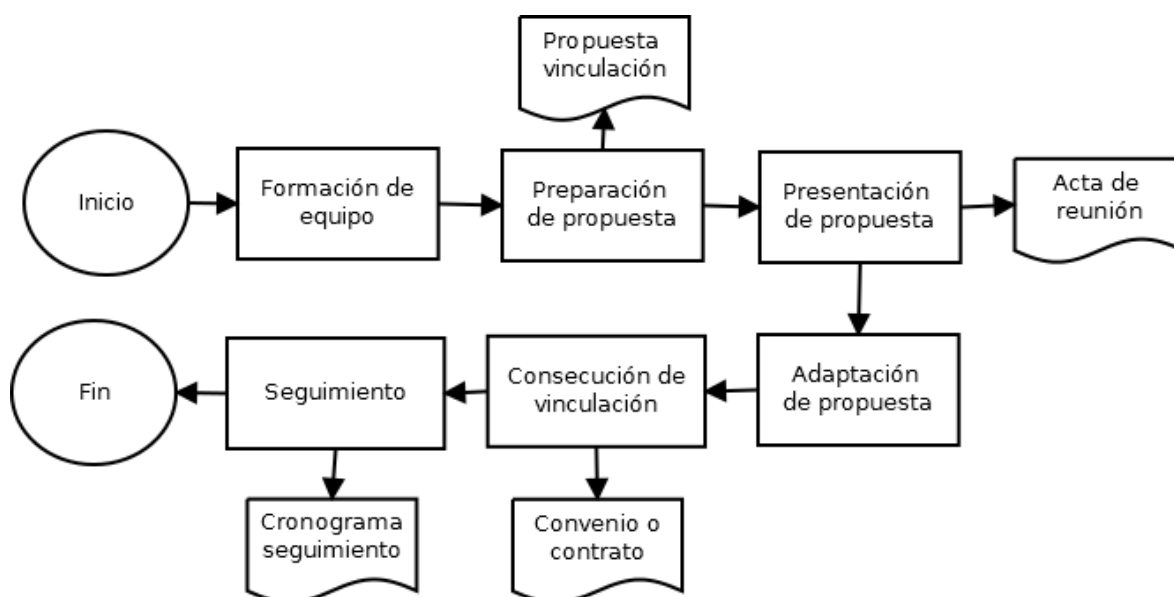 Propuesta
vinculación
Inicio
Formación de
equipo
Preparación
de propuesta
Presentación
de propuesta
Acta de
reunión
Fin
Seguimiento
Consecución de
vinculación
Adaptación
de propuesta
Cronograma
seguimiento
Convenio o
contrato